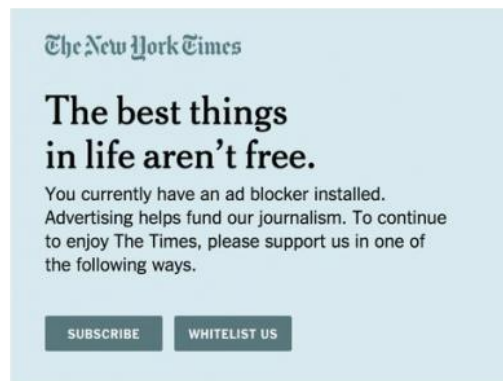 The New York Times
The best things
in life aren't free.
You currently have an ad blocker installed.
Advertising helps fund our journalism. To continue
to enjoy The Times, please support us in one of
the following ways.
SUBSCRIBE WHITELIST US